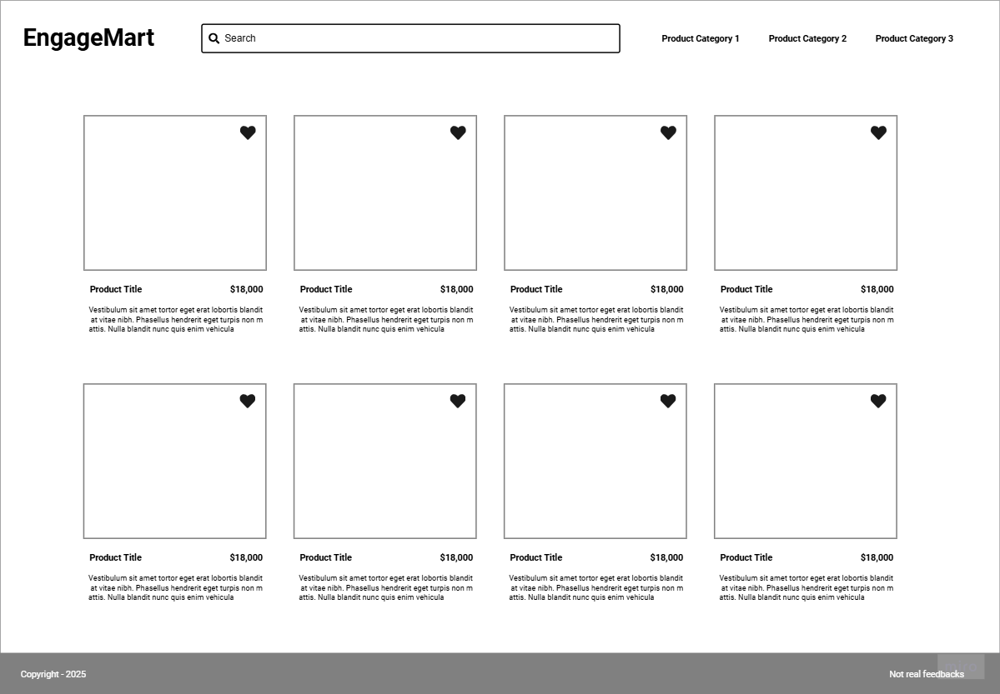 EngageMart
Search
Product Category 1
Product Category 2
Product Category 3
Product Title
$18,000
Vestibulum sit amet tortor eget erat lobortis blandit
at vitae nibh. Phasellus hendrerit eget turpis non m
attis. Nulla blandit nunc quis enim vehicula
Product Title
$18,000
Vestibulum sit amet tortor eget erat lobortis blandit
at vitae nibh. Phasellus hendrerit eget turpis non m
attis. Nulla blandit nunc quis enim vehicula
Product Title
$18,000
Vestibulum sit amet tortor eget erat lobortis blandit
at vitae nibh. Phasellus hendrerit eget turpis non m
attis. Nulla blandit nunc quis enim vehicula
Product Title
$18,000
Vestibulum sit amet tortor eget erat lobortis blandit
at vitae nibh. Phasellus hendrerit eget turpis non m
attis. Nulla blandit nunc quis enim vehicula
Product Title
$18,000
Vestibulum sit amet tortor eget erat lobortis blandit
at vitae nibh. Phasellus hendrerit eget turpis non m
attis. Nulla blandit nunc quis enim vehicula
Product Title
$18,000
Vestibulum sit amet tortor eget erat lobortis blandit
at vitae nibh. Phasellus hendrerit eget turpis non m
attis. Nulla blandit nunc quis enim vehicula
Product Title
$18,000
Vestibulum sit amet tortor eget erat lobortis blandit
at vitae nibh. Phasellus hendrerit eget turpis non m
attis. Nulla blandit nunc quis enim vehicula
Product Title
$18,000
Vestibulum sit amet tortor eget erat lobortis blandit
at vitae nibh. Phasellus hendrerit eget turpis non m
attis. Nulla blandit nunc quis enim vehicula
Copyright - 2025
Not real feedbacks